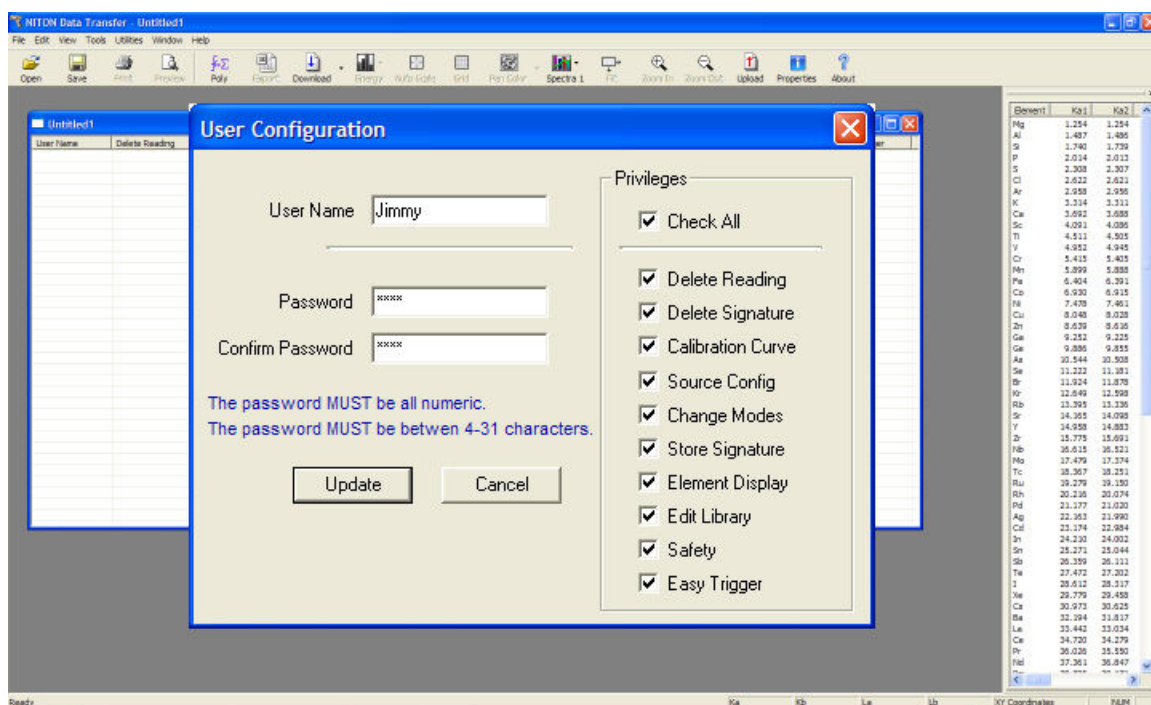 NITON Data Transfer - Untitled1
File Edit View Tools Utilities Window Help
Open Save Print Preview Poly Export Download Energy Auto Scale Grid Pen Color Spectra 1 Fit Zoom In Zoom Out Upload Properties About
Untitled1
User Name Delete Reading
User Configuration
User Name Jimmy
Password ****
Confirm Password ****
The password MUST be all numeric.
The password MUST be betwen 4-31 characters.
Update Cancel
Privileges
Check All
Delete Reading
Delete Signature
Calibration Curve
Source Config
Change Modes
Store Signature
Element Display
Edit Library
Safety
Easy Trigger
Element Ka1 Ka2
Mg 1.254 1.254
Al 1.487 1.486
Si 1.740 1.739
P 2.014 2.013
S 2.308 2.307
Cl 2.622 2.621
Ar 2.958 2.956
K 3.314 3.311
Ca 3.692 3.688
Sc 4.091 4.086
Ti 4.511 4.505
V 4.952 4.945
Cr 5.415 5.405
Mn 5.899 5.888
Fe 6.404 6.391
Co 6.930 6.915
Ni 7.478 7.461
Cu 8.048 8.028
Zn 8.639 8.616
Ga 9.252 9.225
Ge 9.886 9.855
As 10.544 10.508
Se 11.222 11.181
Br 11.924 11.878
Kr 12.649 12.598
Rb 13.395 13.336
Sr 14.165 14.098
Y 14.958 14.883
Zr 15.775 15.691
Nb 16.615 16.521
Mo 17.479 17.374
Tc 18.367 18.251
Ru 19.279 19.150
Rh 20.216 20.074
Pd 21.177 21.020
Ag 22.163 21.990
Cd 23.174 22.984
In 24.210 24.002
Sn 25.271 25.044
Sb 26.359 26.111
Te 27.472 27.202
I 28.612 28.317
Xe 29.779 29.458
Cs 30.973 30.625
Ba 32.194 31.817
La 33.442 33.034
Ce 34.720 34.279
Pr 36.026 35.550
Nd 37.361 36.847
Ready Ka Kb La Lb XY Coordinates NUM